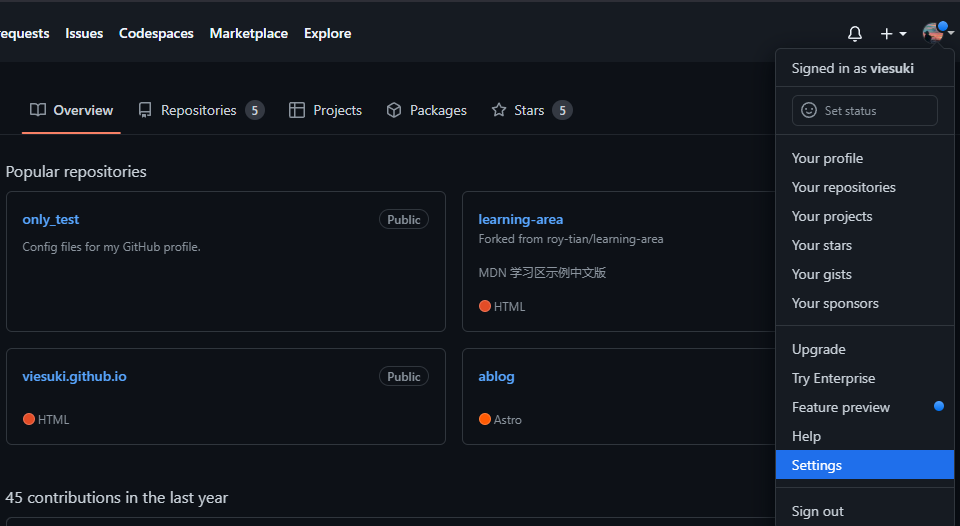 Issues Codespaces Marketplace Explore
Signed in as viesuki
Set status
Overview Repositories 5 Projects Packages Stars 5
Your profile
Your repositories
Your projects
Your stars
Your gists
Your sponsors
Upgrade
Try Enterprise
Feature preview
Help
Settings
Sign out
Popular repositories
only_test Public
Config files for my GitHub profile.
learning-area
Forked from roy-tian/learning-area
MDN 学习区示例中文版
HTML
viesuki.github.io Public
HTML
ablog
Astro
45 contributions in the last year